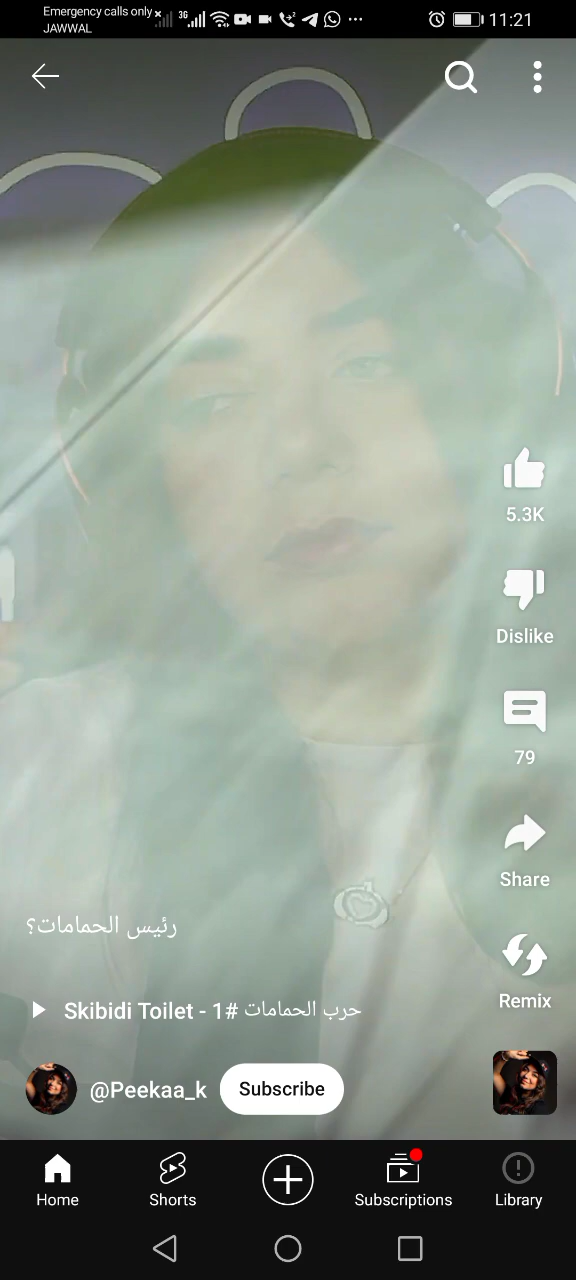 Emergency calls only
JAWWAL
3G
11:21
5.3K
Dislike
79
Share
Remix
رئيس الحمامات؟
Skibidi Toilet - 1# حرب الحمامات
@Peekaa_k
Subscribe
Home
Shorts
Subscriptions
Library